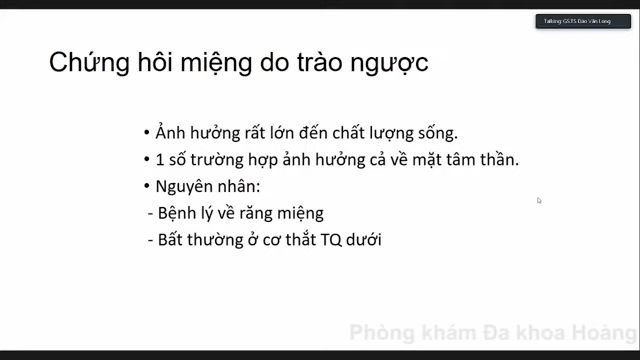 Talking: GS.TS Đào Văn Long
Chứng hôi miệng do trào ngược
• Ảnh hưởng rất lớn đến chất lượng sống.
• 1 số trường hợp ảnh hưởng cả về mặt tâm thần.
• Nguyên nhân:
- Bệnh lý về răng miệng
- Bất thường ở cơ thắt TQ dưới
Phòng khám Đa khoa Hoàng